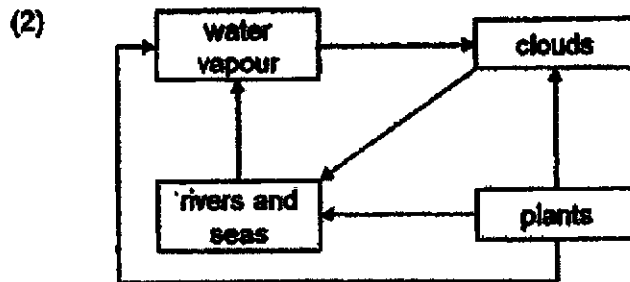 (2)
water
vapour
clouds
rivers and
seas
plants